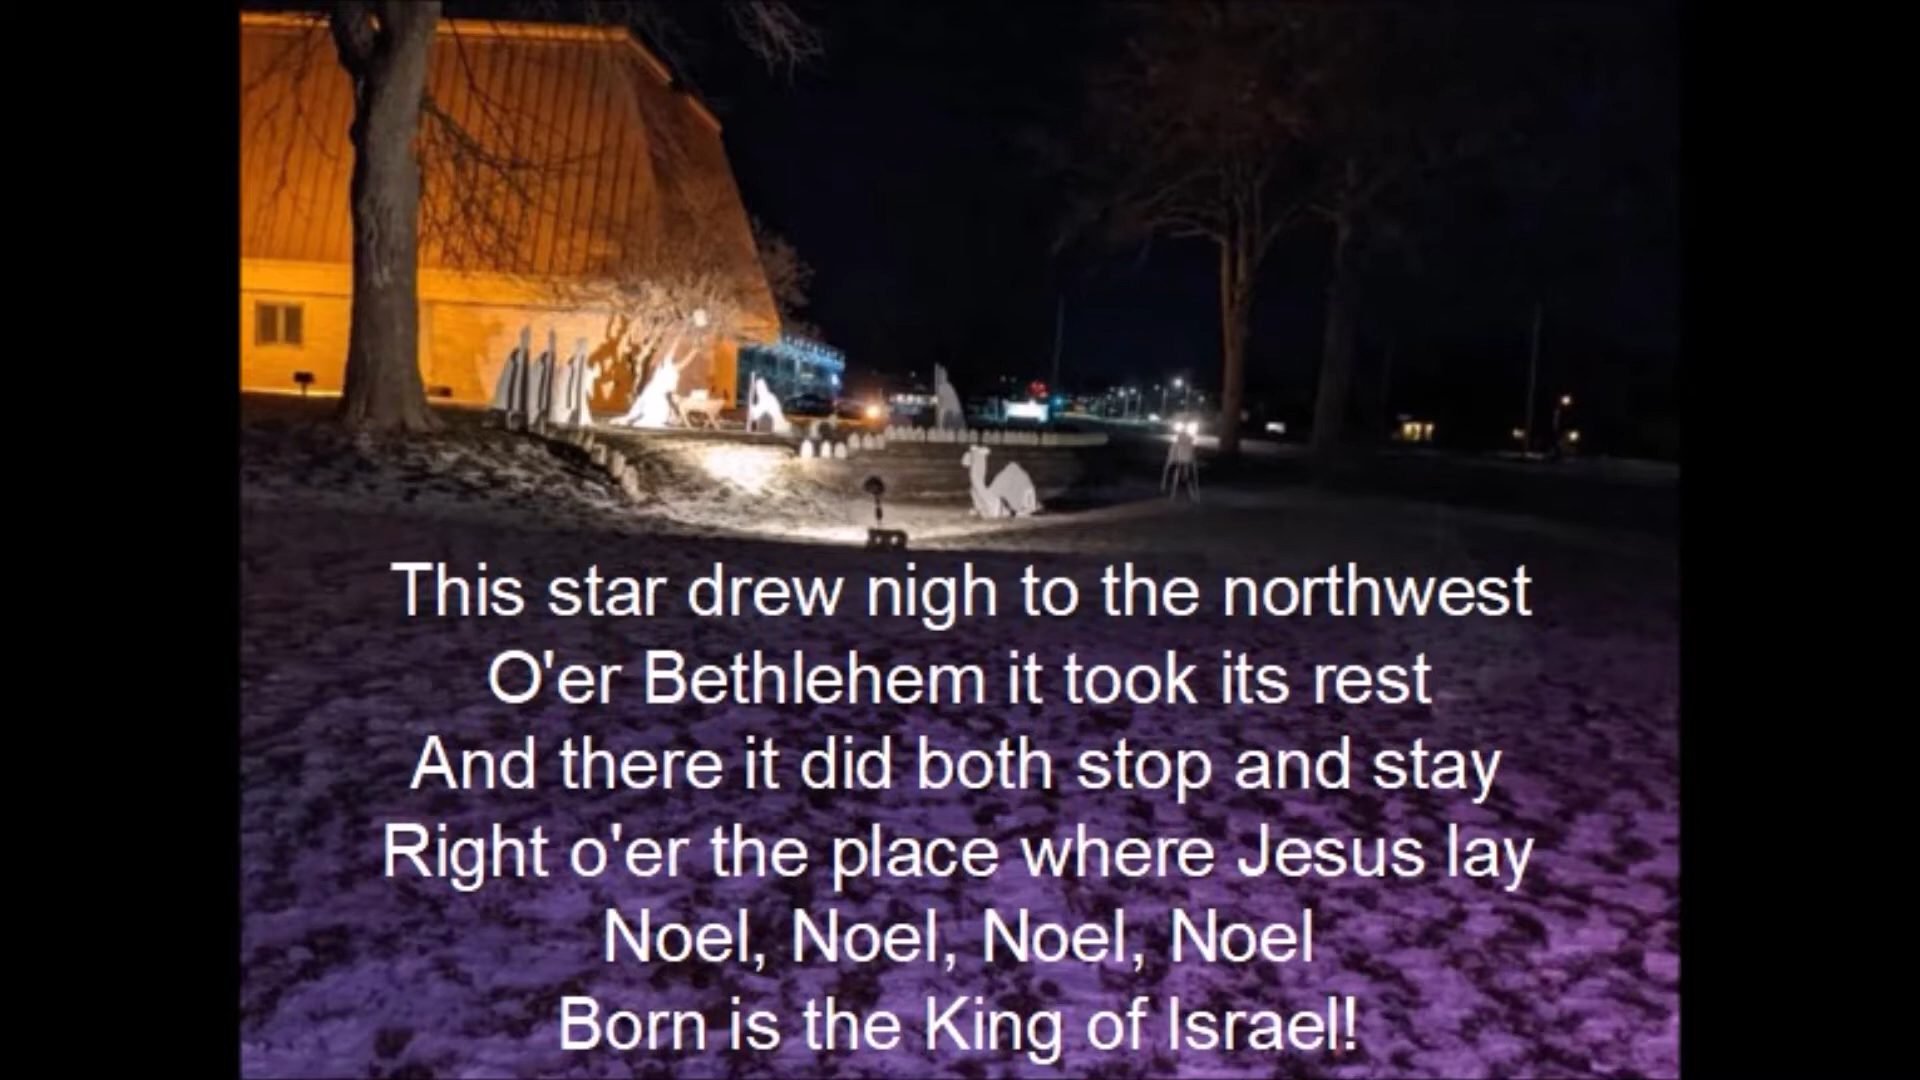 This star drew nigh to the northwest
O'er Bethlehem it took its rest
And there it did both stop and stay
Right o'er the place where Jesus lay
Noel, Noel, Noel, Noel
Born is the King of Israel!